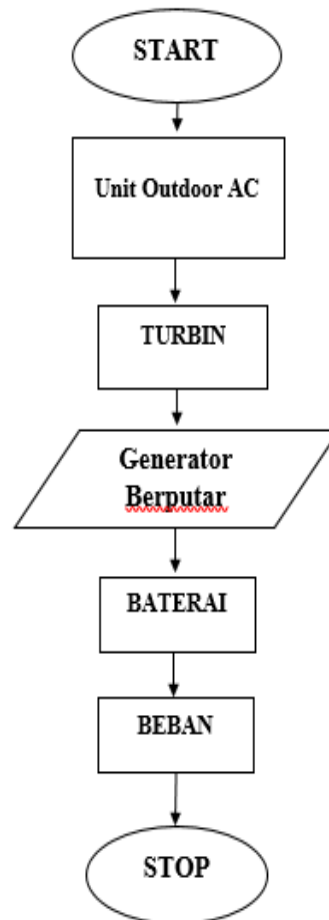 START
Unit Outdoor AC
TURBIN
Generator
Berputar
BATERAI
BEBAN
STOP